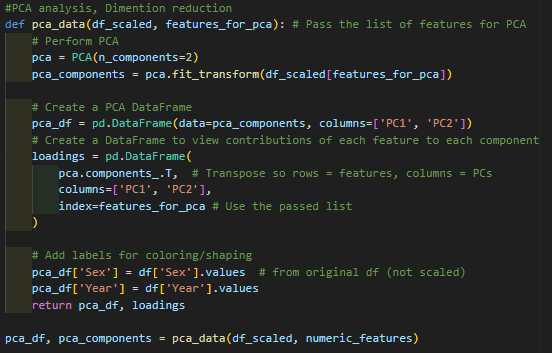 #PCA analysis, Dimention reduction
def pca_data(df_scaled, features_for_pca): # Pass the list of features for PCA
    # Perform PCA
    pca = PCA(n_components=2)
    pca_components = pca.fit_transform(df_scaled[features_for_pca])

    # Create a PCA DataFrame
    pca_df = pd.DataFrame(data=pca_components, columns=['PC1', 'PC2'])
    # Create a DataFrame to view contributions of each feature to each component
    loadings = pd.DataFrame(
        pca.components_.T,  # Transpose so rows = features, columns = PCs
        columns=['PC1', 'PC2'],
        index=features_for_pca # Use the passed list
    )

    # Add labels for coloring/shaping
    pca_df['Sex'] = df['Sex'].values  # from original df (not scaled)
    pca_df['Year'] = df['Year'].values
    return pca_df, loadings

pca_df, pca_components = pca_data(df_scaled, numeric_features)